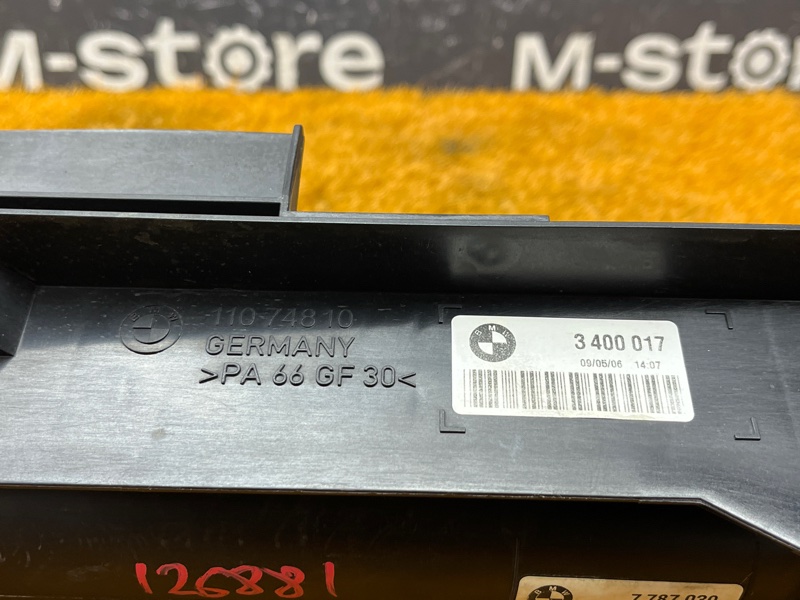 M-store M-store
110 748 10
GERMANY
>PA 66 GF 30<
BMW
3 400 017
09/05/06 14:07
126881
7 787 030